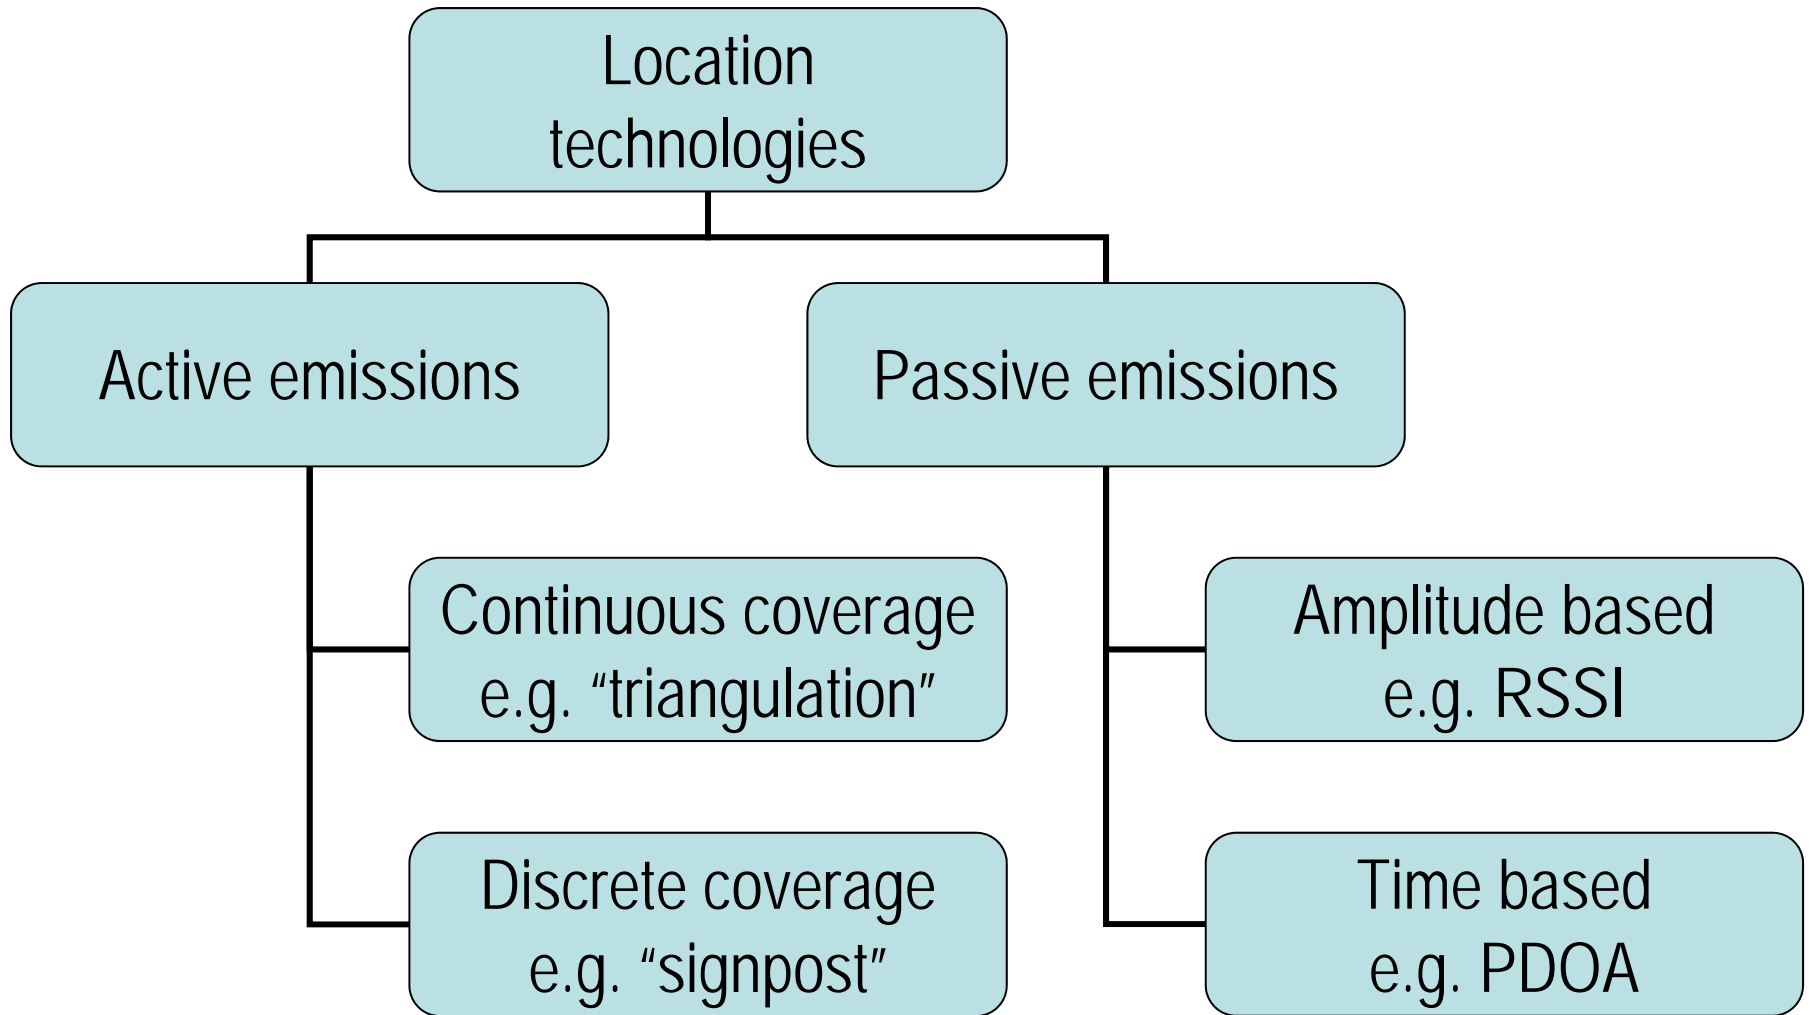 Location
technologies
Active emissions
Passive emissions
Continuous coverage
e.g. “triangulation”
Amplitude based
e.g. RSSI
Discrete coverage
e.g. “signpost”
Time based
e.g. PDOA